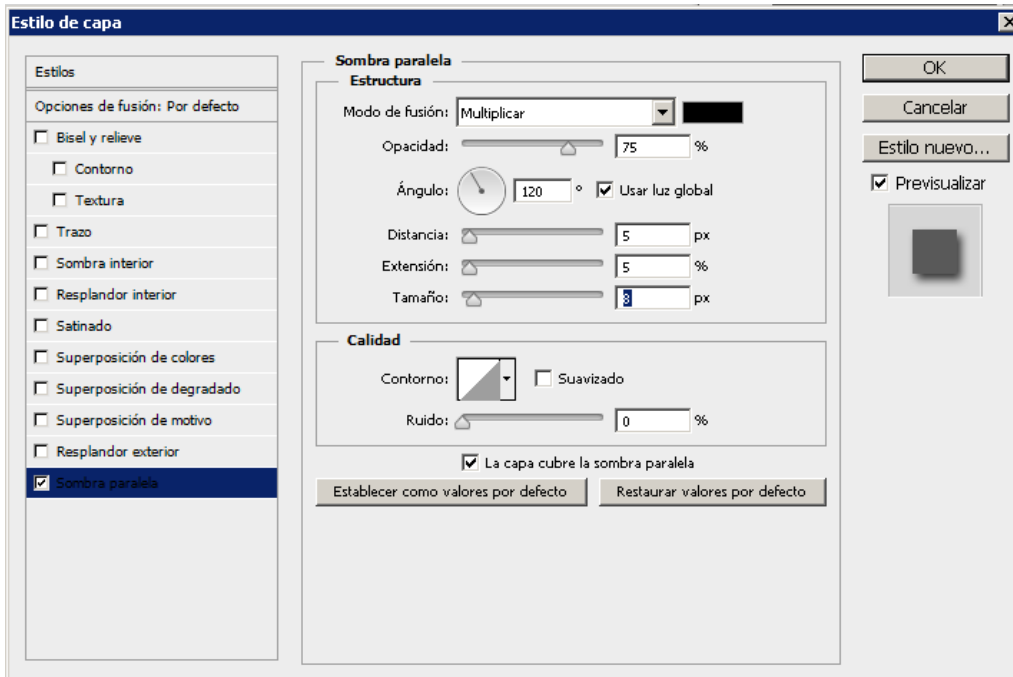 Estilo de capa
Estilos
Opciones de fusión: Por defecto
Bisel y relieve
Contorno
Textura
Trazo
Sombra interior
Resplandor interior
Satinado
Superposición de colores
Superposición de degradado
Superposición de motivo
Resplandor exterior
Sombra paralela
Sombra paralela
Estructura
Modo de fusión: Multiplicar
Opacidad: 75 %
Ángulo: 120 ° Usar luz global
Distancia: 5 px
Extensión: 5 %
Tamaño: 8 px
Calidad
Contorno: Suavizado
Ruido: 0 %
La capa cubre la sombra paralela
Establecer como valores por defecto Restaurar valores por defecto
OK
Cancelar
Estilo nuevo...
Previsualizar